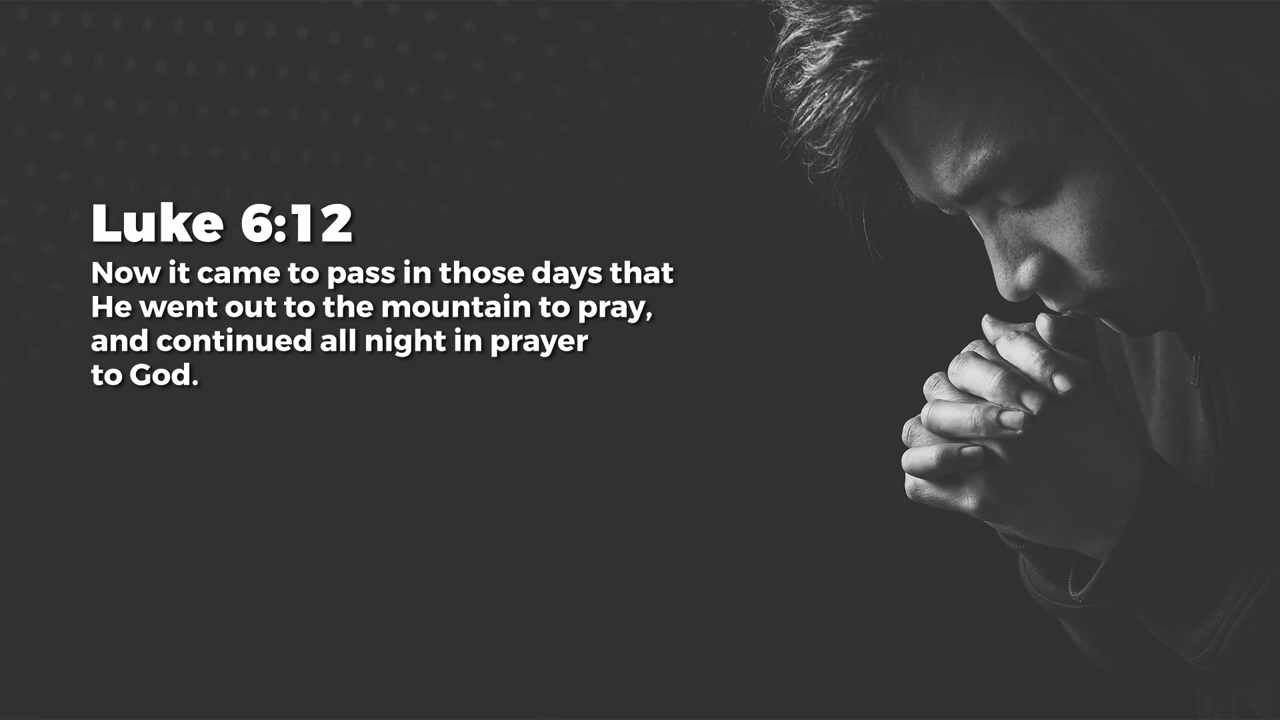 Luke 6:12
Now it came to pass in those days that
He went out to the mountain to pray,
and continued all night in prayer
to God.